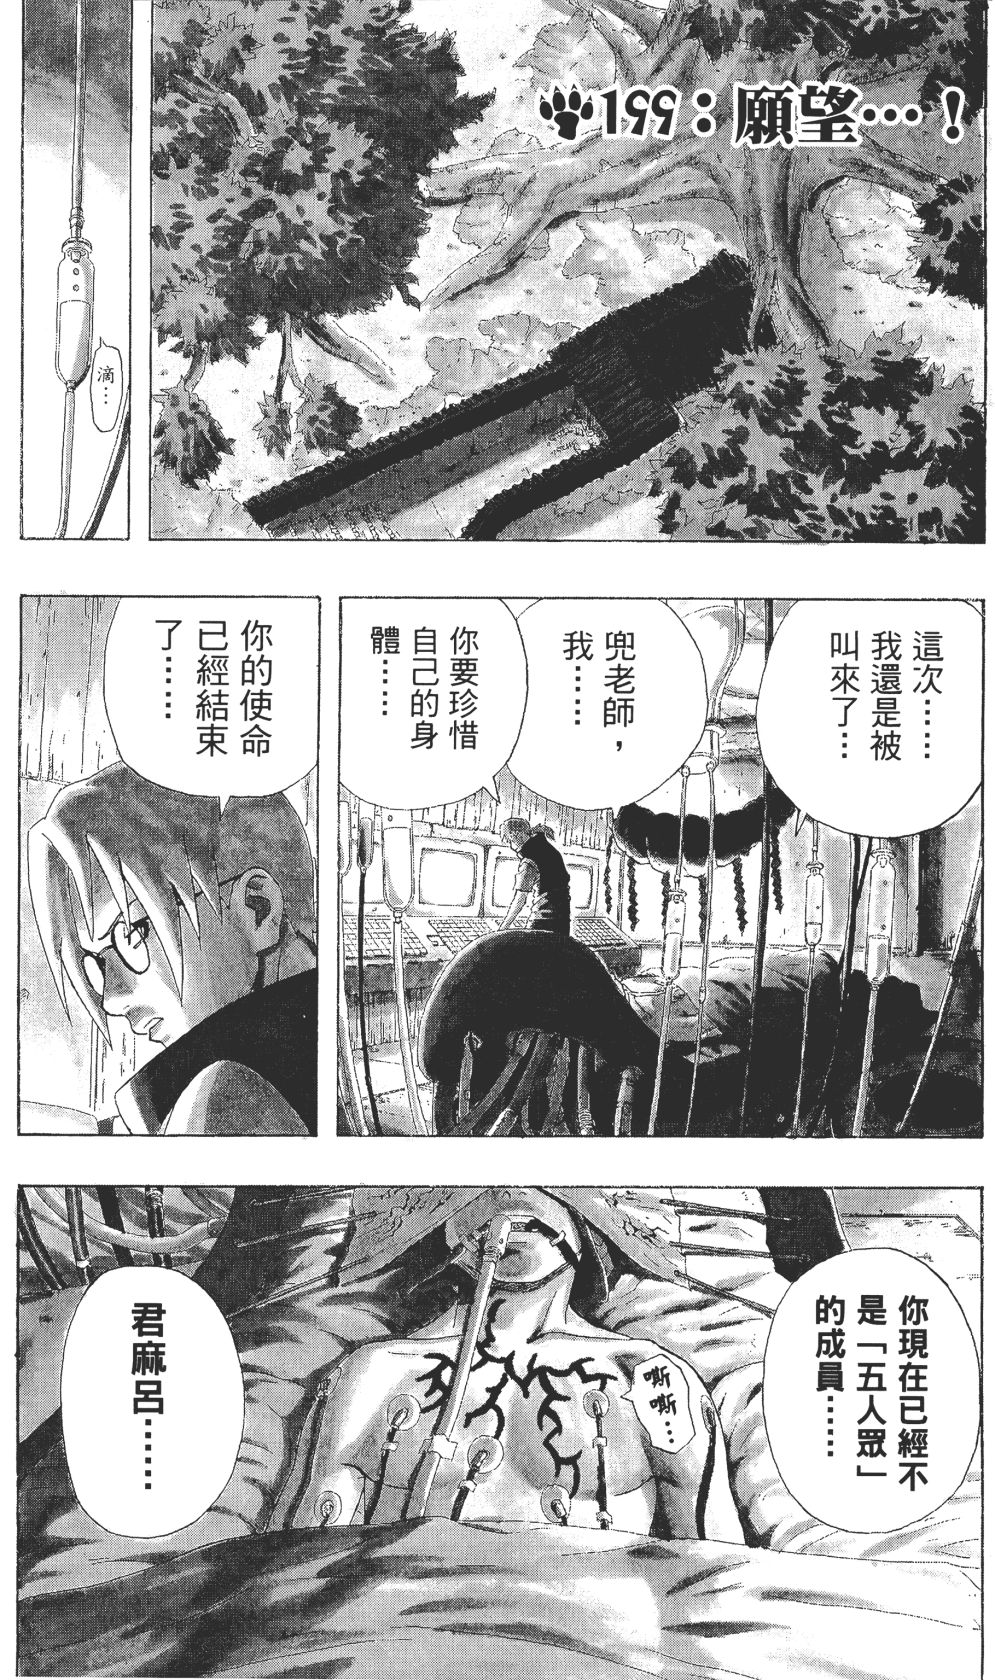 199：願望…！
滴…
這次……
我還是被
叫來了…
兜老師，
我……
你要珍惜
自己的身
體……
你的使命
已經結束
了……
你現在已經不
是「五人眾」
的成員……
嘶嘶…
君麻呂……